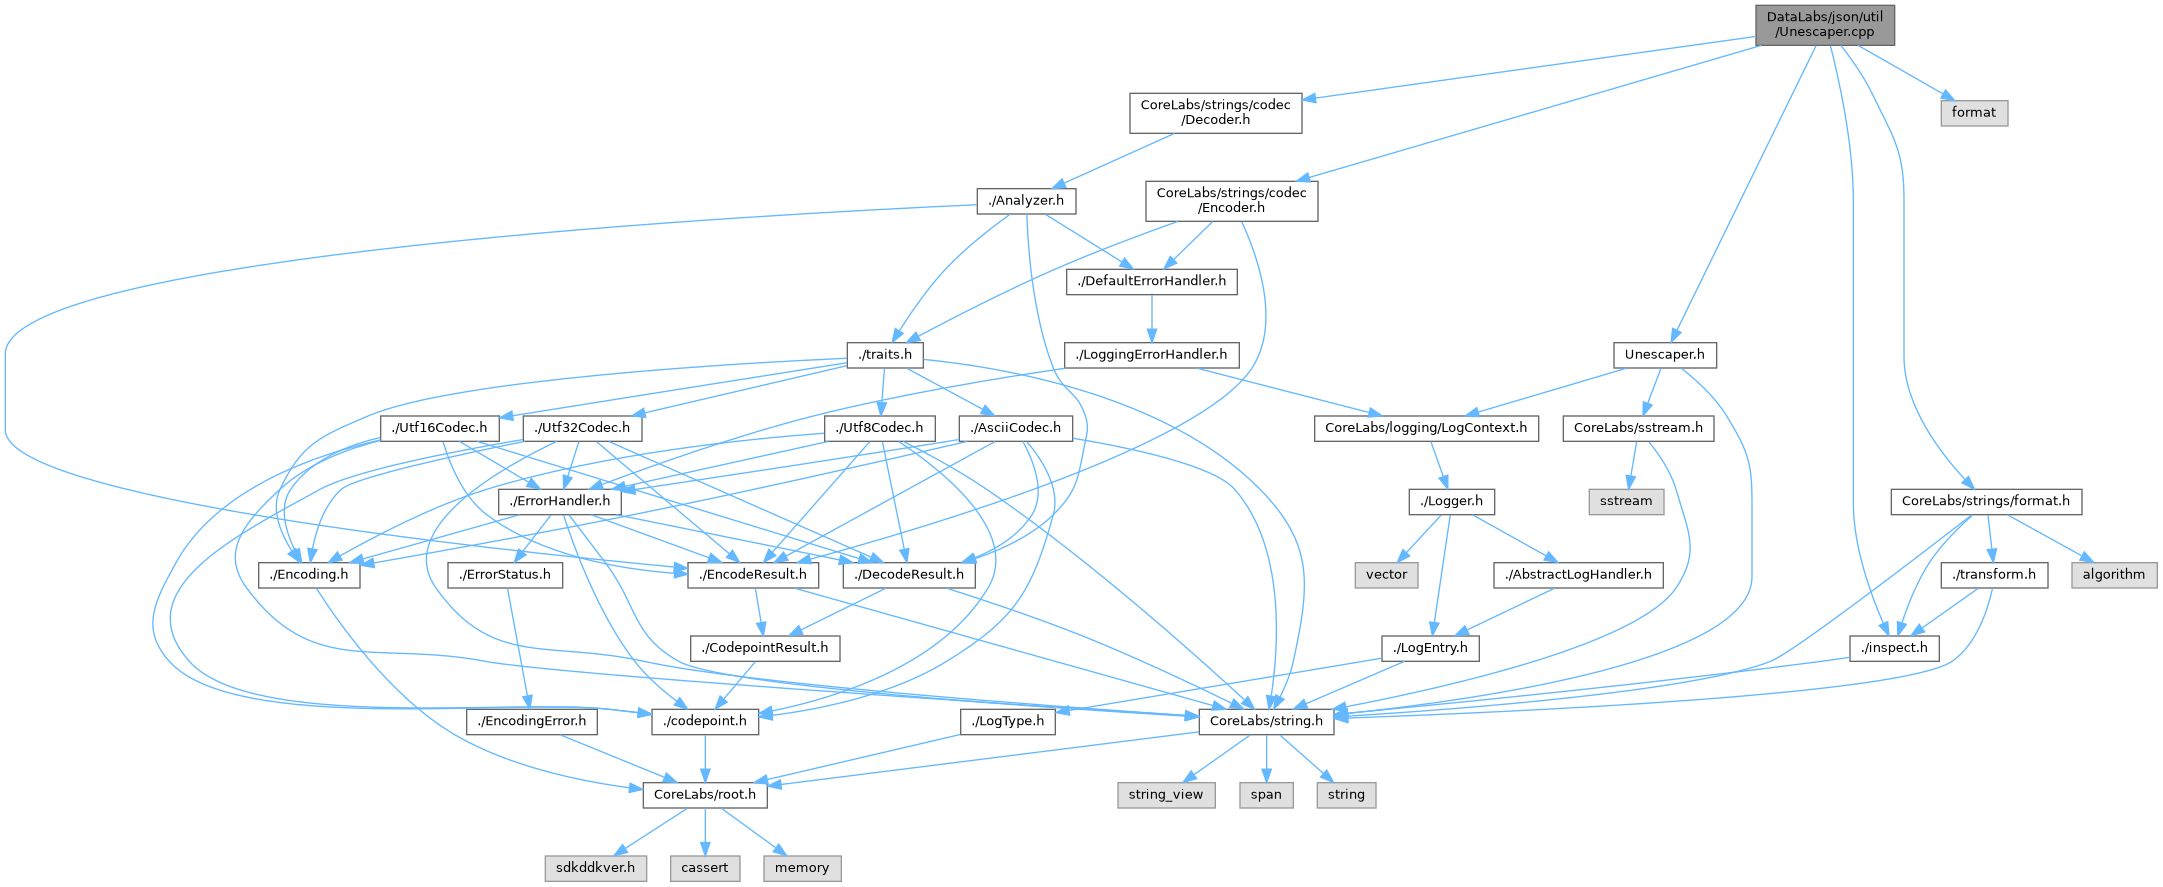 DataLabs/json/util
/Unescaper.cpp
CoreLabs/strings/codec
/Decoder.h
format
./Analyzer.h
CoreLabs/strings/codec
/Encoder.h
./DefaultErrorHandler.h
./traits.h
./LoggingErrorHandler.h
Unescaper.h
./Utf16Codec.h
./Utf32Codec.h
./Utf8Codec.h
./AsciiCodec.h
CoreLabs/logging/LogContext.h
CoreLabs/sstream.h
./ErrorHandler.h
./Logger.h
sstream
CoreLabs/strings/format.h
./Encoding.h
./ErrorStatus.h
./EncodeResult.h
./DecodeResult.h
vector
./AbstractLogHandler.h
./transform.h
algorithm
./CodepointResult.h
./LogEntry.h
./inspect.h
./EncodingError.h
./codepoint.h
./LogType.h
CoreLabs/string.h
CoreLabs/root.h
string_view
span
string
sdkddkver.h
cassert
memory